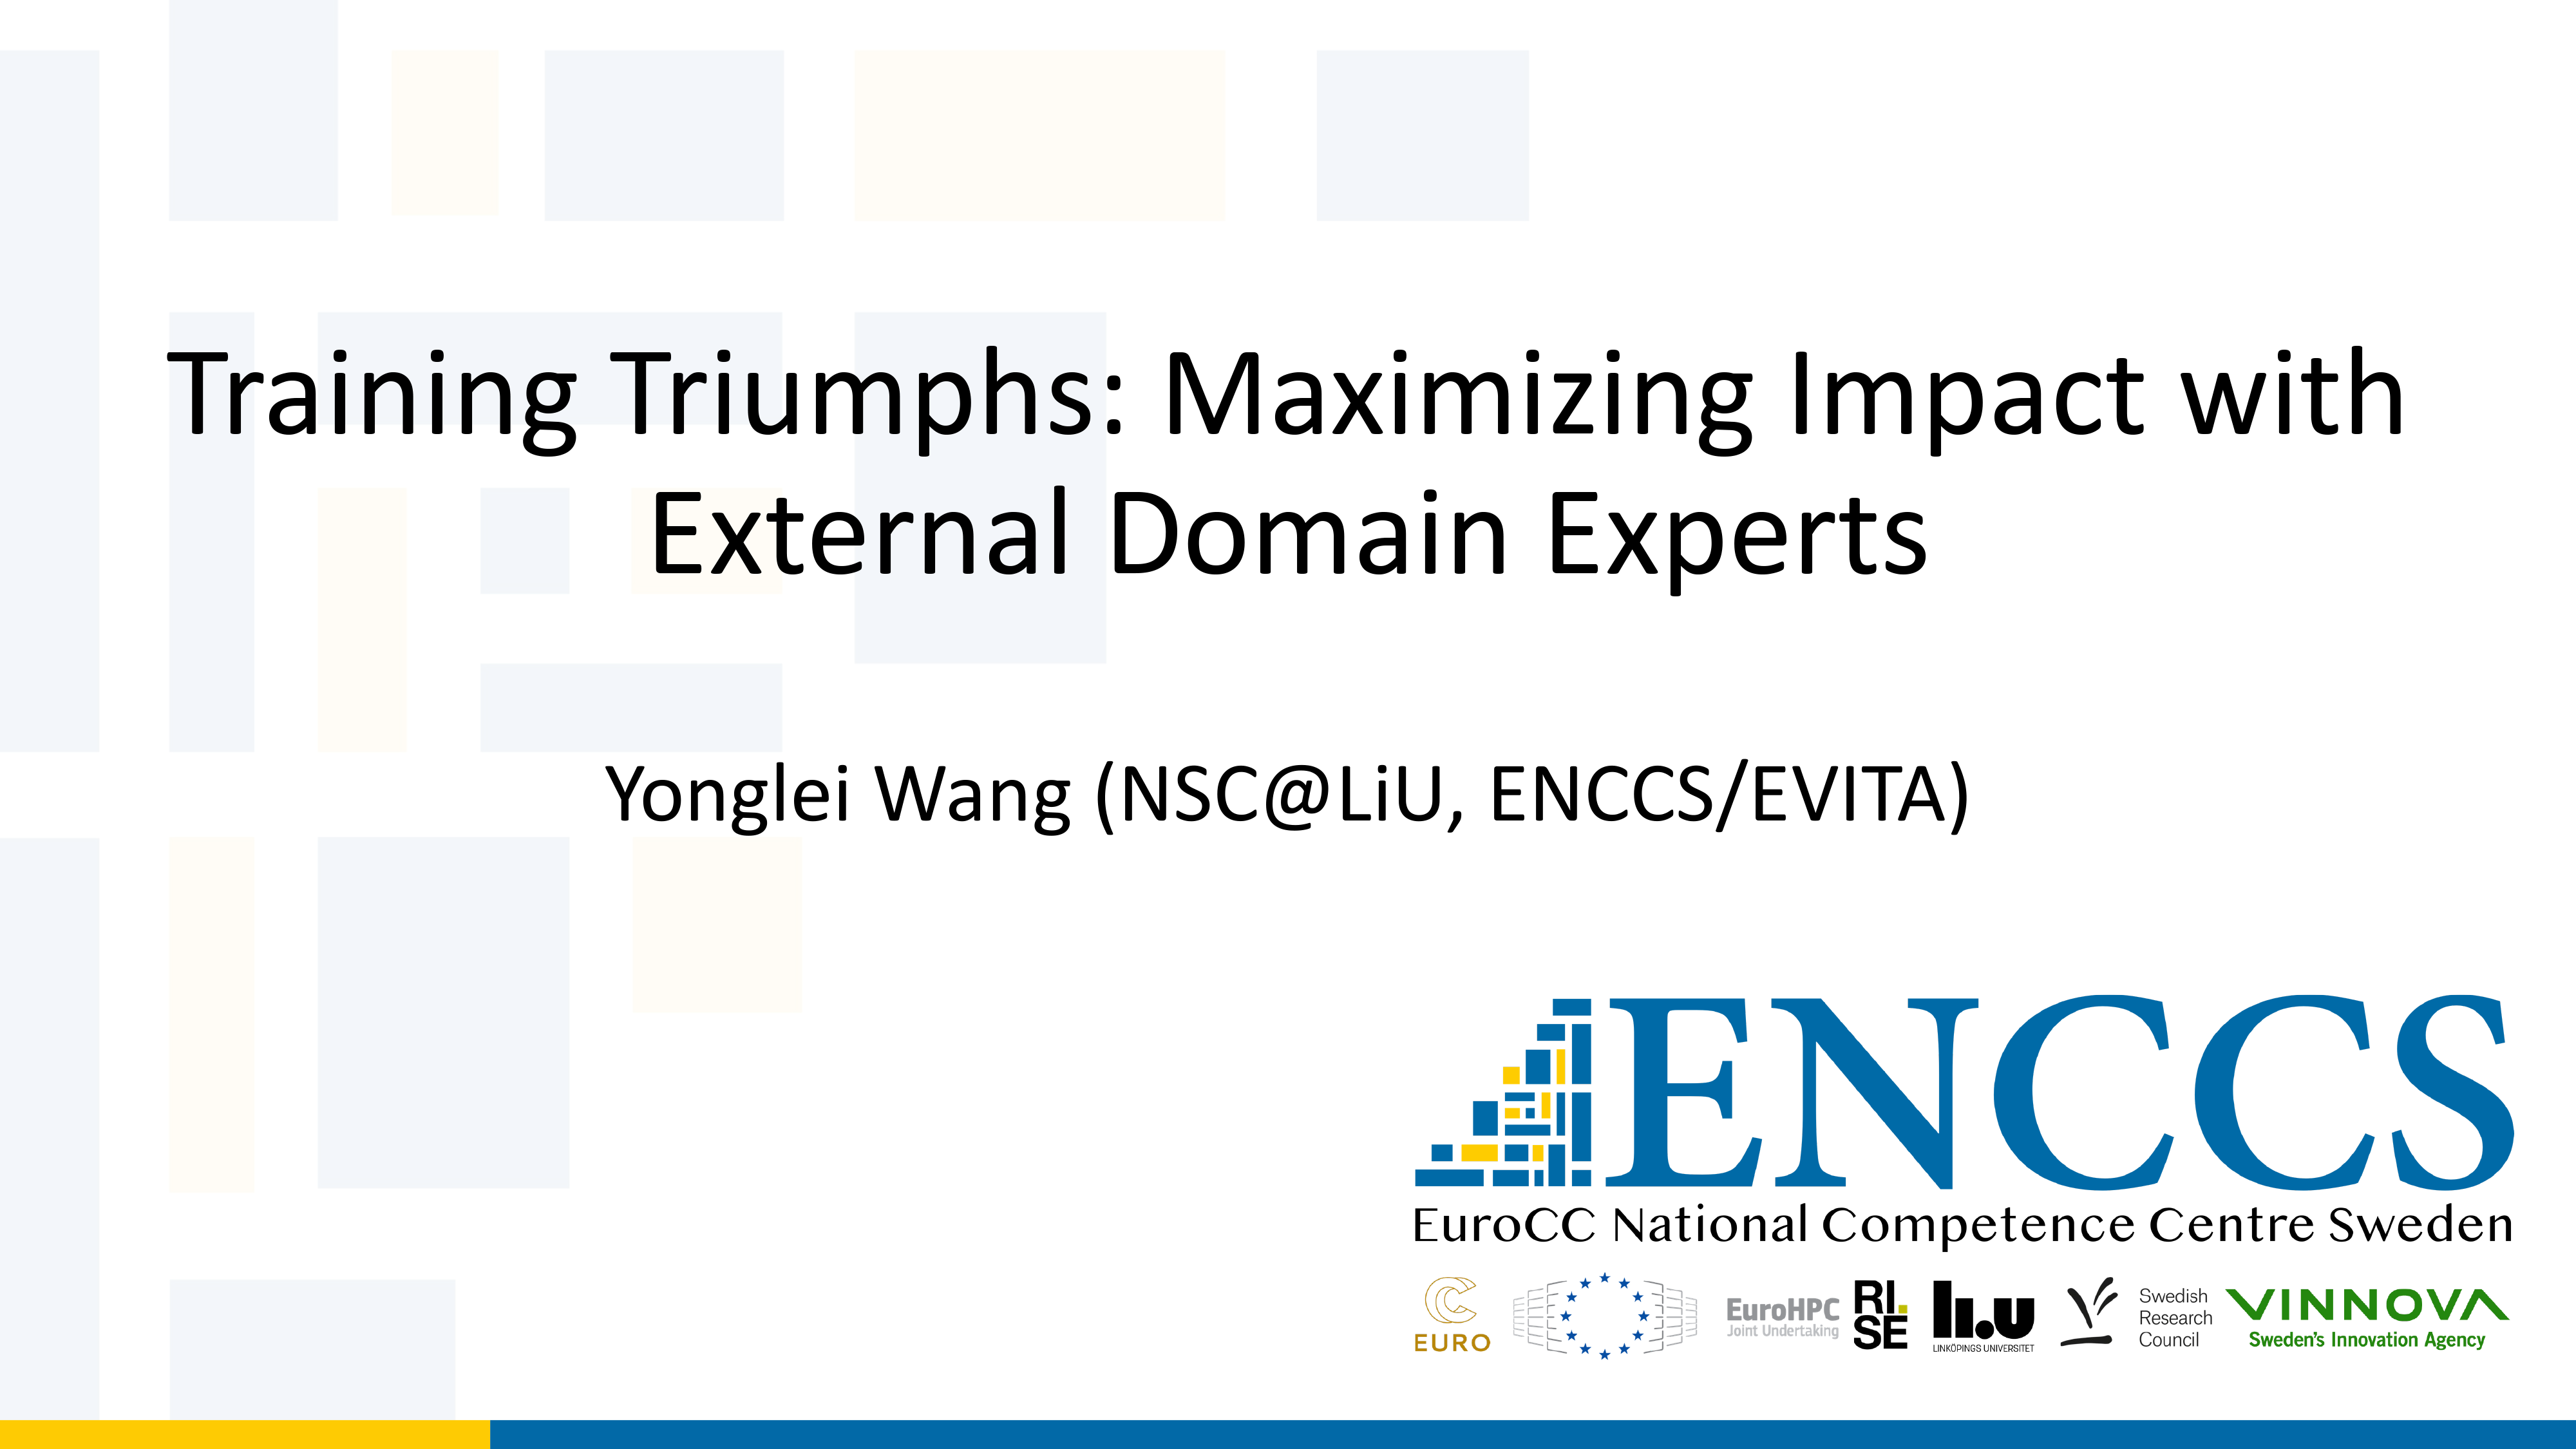 Training Triumphs: Maximizing Impact with
External Domain Experts
Yonglei Wang (NSC@LiU, ENCCS/EVITA)
ENCCS
EuroCC National Competence Centre Sweden
CC
EURO
EuroHPC
Joint Undertaking
RI.
SE
li.u
LINKÖPINGS UNIVERSITET
Swedish
Research
Council
VINNOVA
Sweden's Innovation Agency